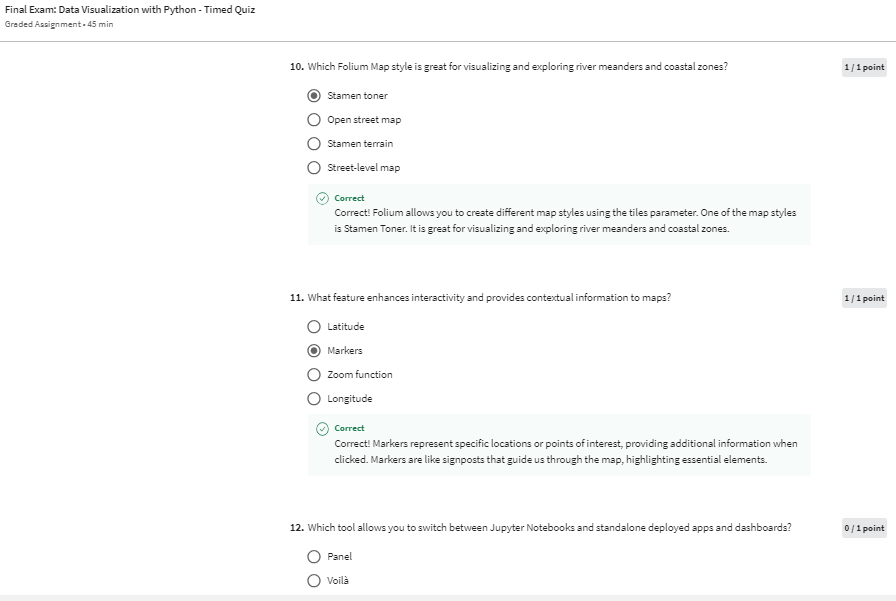 Final Exam: Data Visualization with Python - Timed Quiz
Graded Assignment • 45 min
10. Which Folium Map style is great for visualizing and exploring river meanders and coastal zones?
1 / 1 point
Stamen toner
Open street map
Stamen terrain
Street-level map
Correct
Correct! Folium allows you to create different map styles using the tiles parameter. One of the map styles
is Stamen Toner. It is great for visualizing and exploring river meanders and coastal zones.
11. What feature enhances interactivity and provides contextual information to maps?
1 / 1 point
Latitude
Markers
Zoom function
Longitude
Correct
Correct! Markers represent specific locations or points of interest, providing additional information when
clicked. Markers are like signposts that guide us through the map, highlighting essential elements.
12. Which tool allows you to switch between Jupyter Notebooks and standalone deployed apps and dashboards?
0 / 1 point
Panel
Voilà